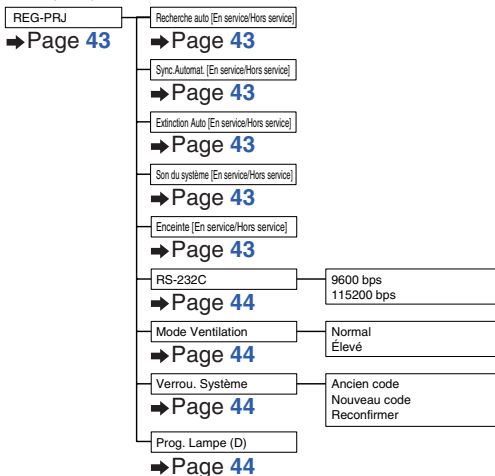 REG-PRJ
➡Page 43
Recherche auto [En service/Hors service]
➡Page 43
Sync.Automat. [En service/Hors service]
➡Page 43
Extinction Auto [En service/Hors service]
➡Page 43
Son du système [En service/Hors service]
➡Page 43
Enceinte [En service/Hors service]
➡Page 43
RS-232C
➡Page 44
9600 bps
115200 bps
Mode Ventilation
➡Page 44
Normal
Élevé
Verrou. Système
➡Page 44
Ancien code
Nouveau code
Reconfirmer
Prog. Lampe (D)
➡Page 44